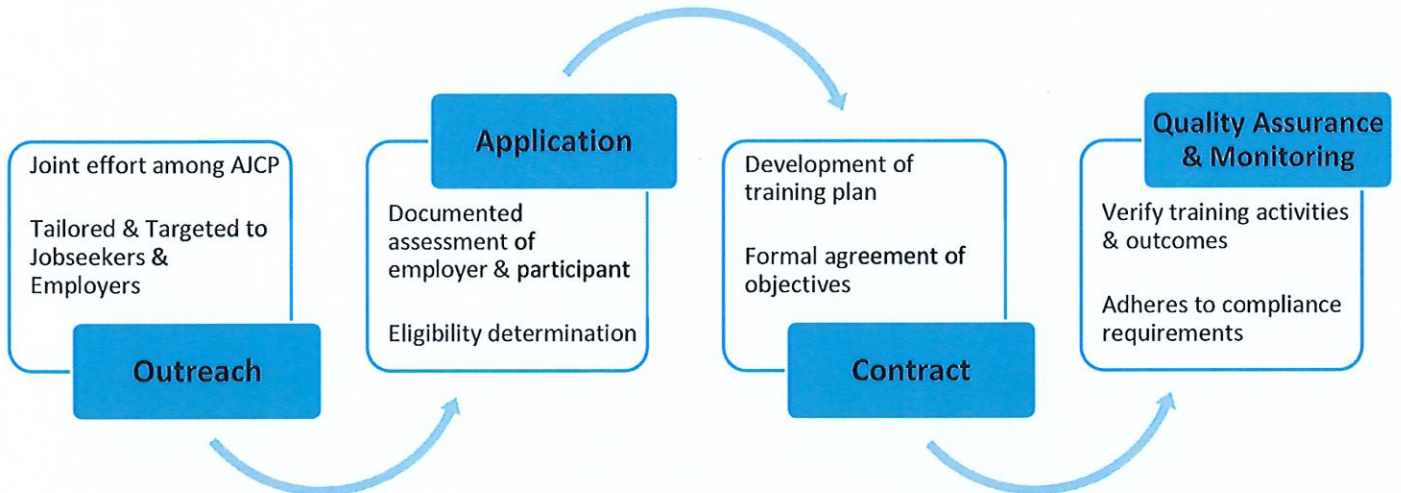 Joint effort among AJCP
Tailored & Targeted to
Jobseekers &
Employers
Outreach
Application
Documented
assessment of
employer & participant
Eligibility determination
Development of
training plan
Formal agreement of
objectives
Contract
Quality Assurance
& Monitoring
Verify training activities
& outcomes
Adheres to compliance
requirements